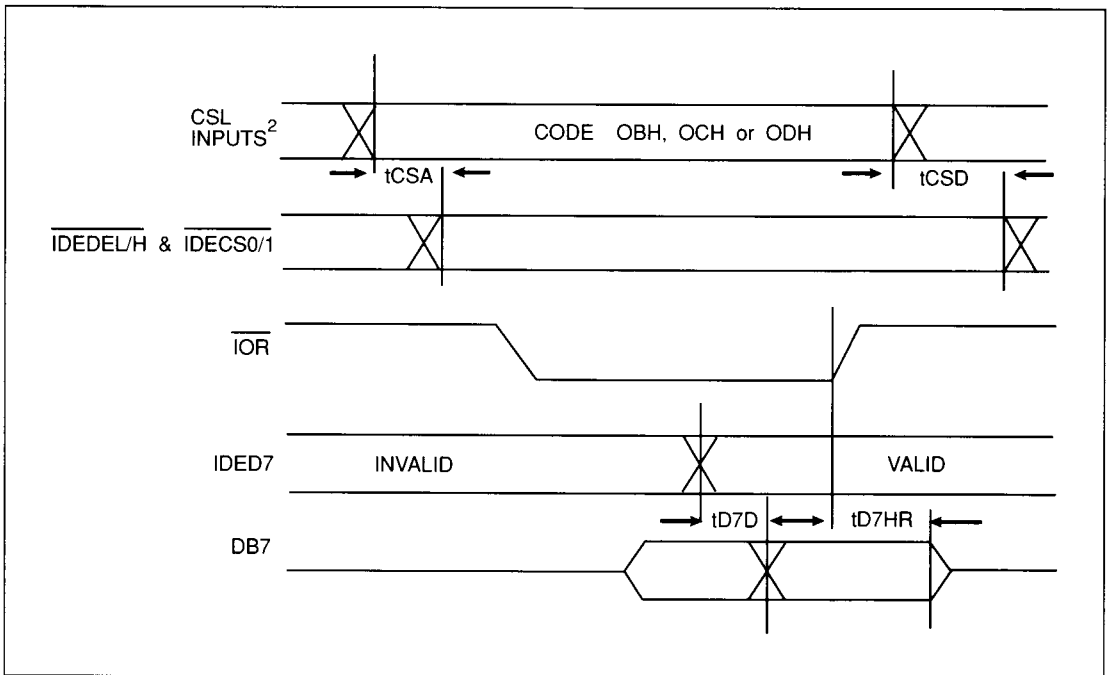 CSL
INPUTS²
CODE OBH, OCH or ODH
tCSA
tCSD
IDEDEL/H & IDECS0/1
IOR
IDED7
INVALID
VALID
tD7D
tD7HR
DB7